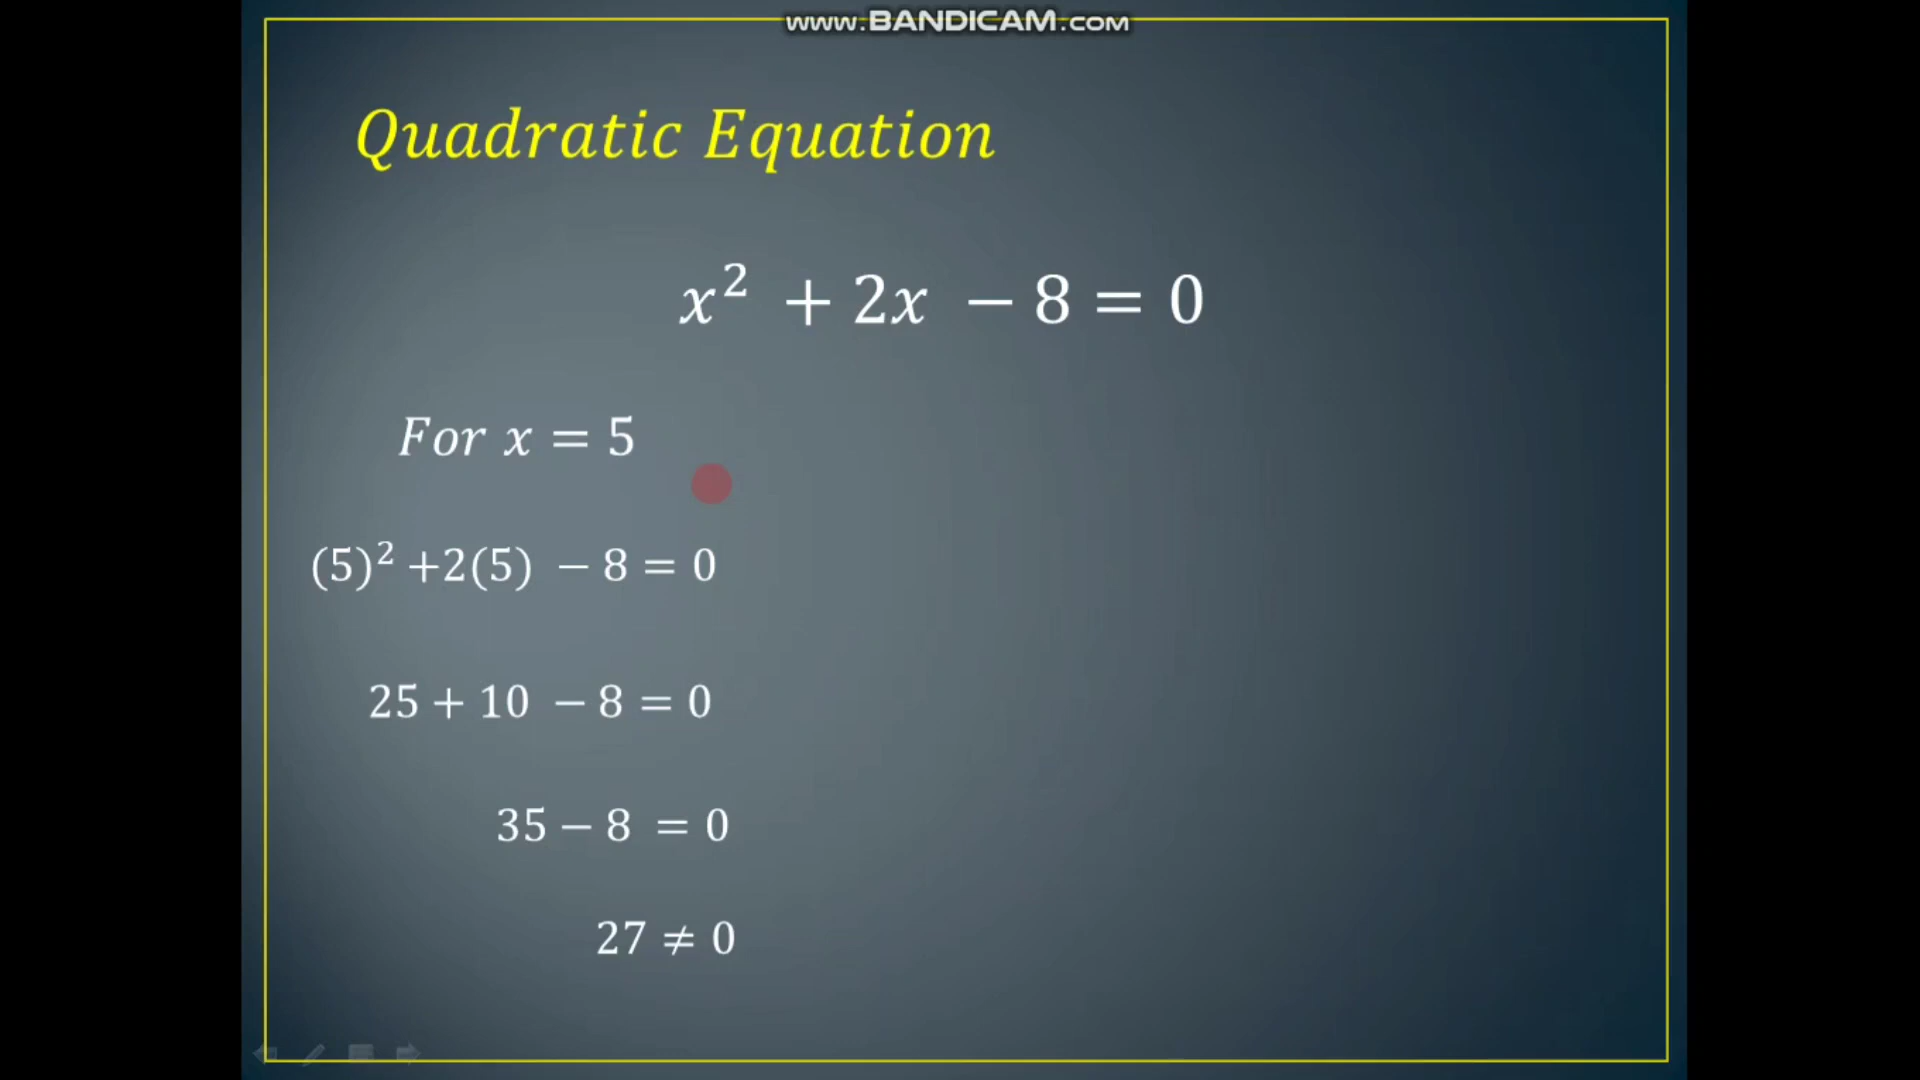 www.BANDICAM.com
Quadratic Equation
x² + 2x − 8 = 0
For x = 5
(5)² +2(5) − 8 = 0
25 + 10 − 8 = 0
35 − 8 = 0
27 ≠ 0